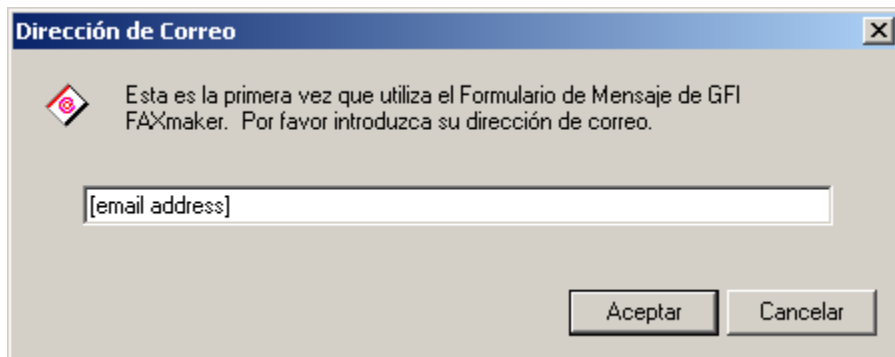 Dirección de Correo
Esta es la primera vez que utiliza el Formulario de Mensaje de GFI
FAXmaker. Por favor introduzca su dirección de correo.
[email address]
Aceptar
Cancelar